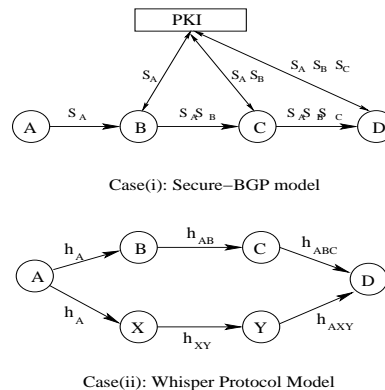 PKI
S_A
S_A S_B
S_A S_B S_C
A
S_A
B
S_A S_B
C
S_A S_B S_C
D
Case(i): Secure-BGP model
B
h_AB
C
h_A
h_ABC
A
D
h_A
h_AXY
X
h_XY
Y
Case(ii): Whisper Protocol Model